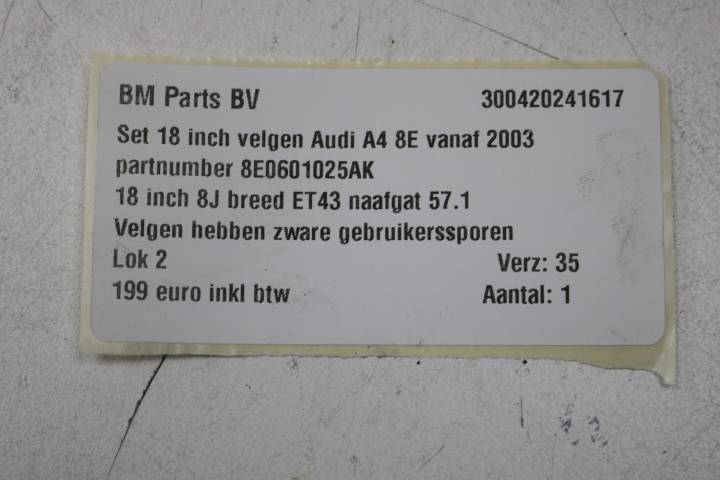 BM Parts BV 300420241617
Set 18 inch velgen Audi A4 8E vanaf 2003
partnumber 8E0601025AK
18 inch 8J breed ET43 naafgat 57.1
Velgen hebben zware gebruikerssporen
Lok 2 Verz: 35
199 euro inkl btw Aantal: 1